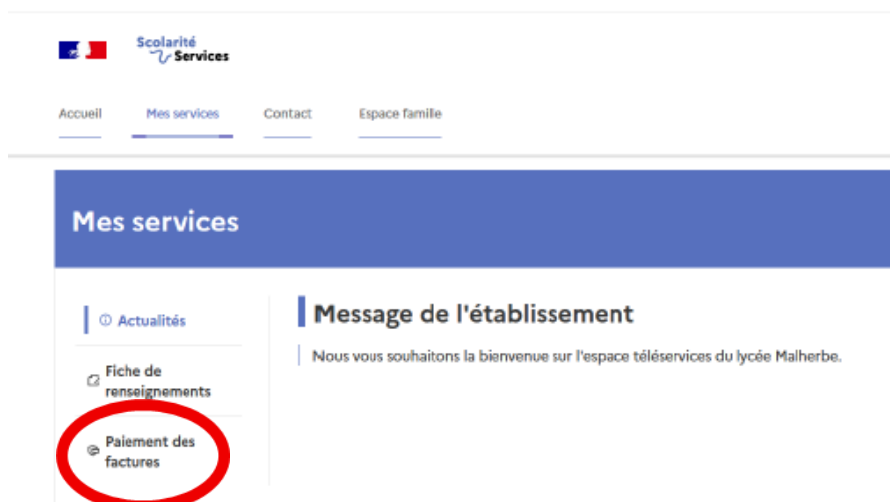 Scolarité
Services
Accueil Mes services Contact Espace famille
Mes services
Actualités
Message de l'établissement
Nous vous souhaitons la bienvenue sur l'espace téléservices du lycée Malherbe.
Fiche de
renseignements
Paiement des
factures